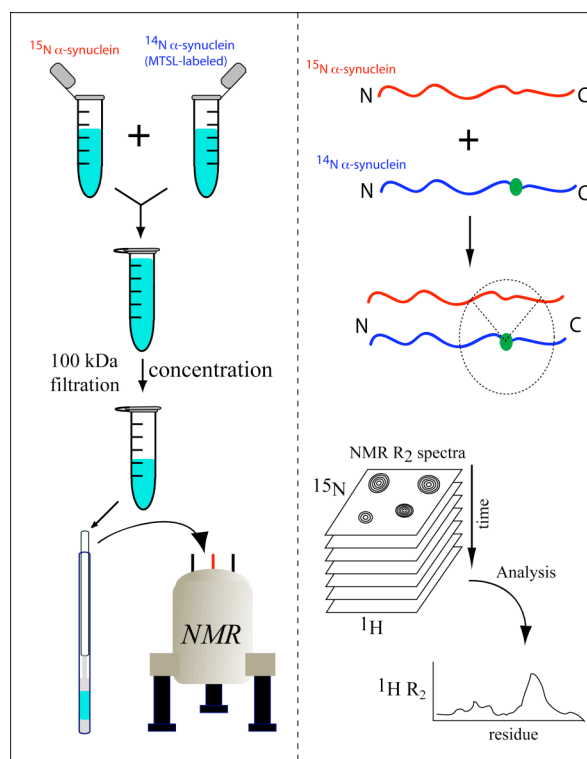 ¹⁵N α-synuclein
¹⁴N α-synuclein
(MTSL-labeled)
+
100 kDa
filtration
concentration
NMR
¹⁵N α-synuclein
N
C
+
¹⁴N α-synuclein
N
C
N
C
NMR R₂ spectra
¹⁵N
time
¹H
Analysis
¹H R₂
residue